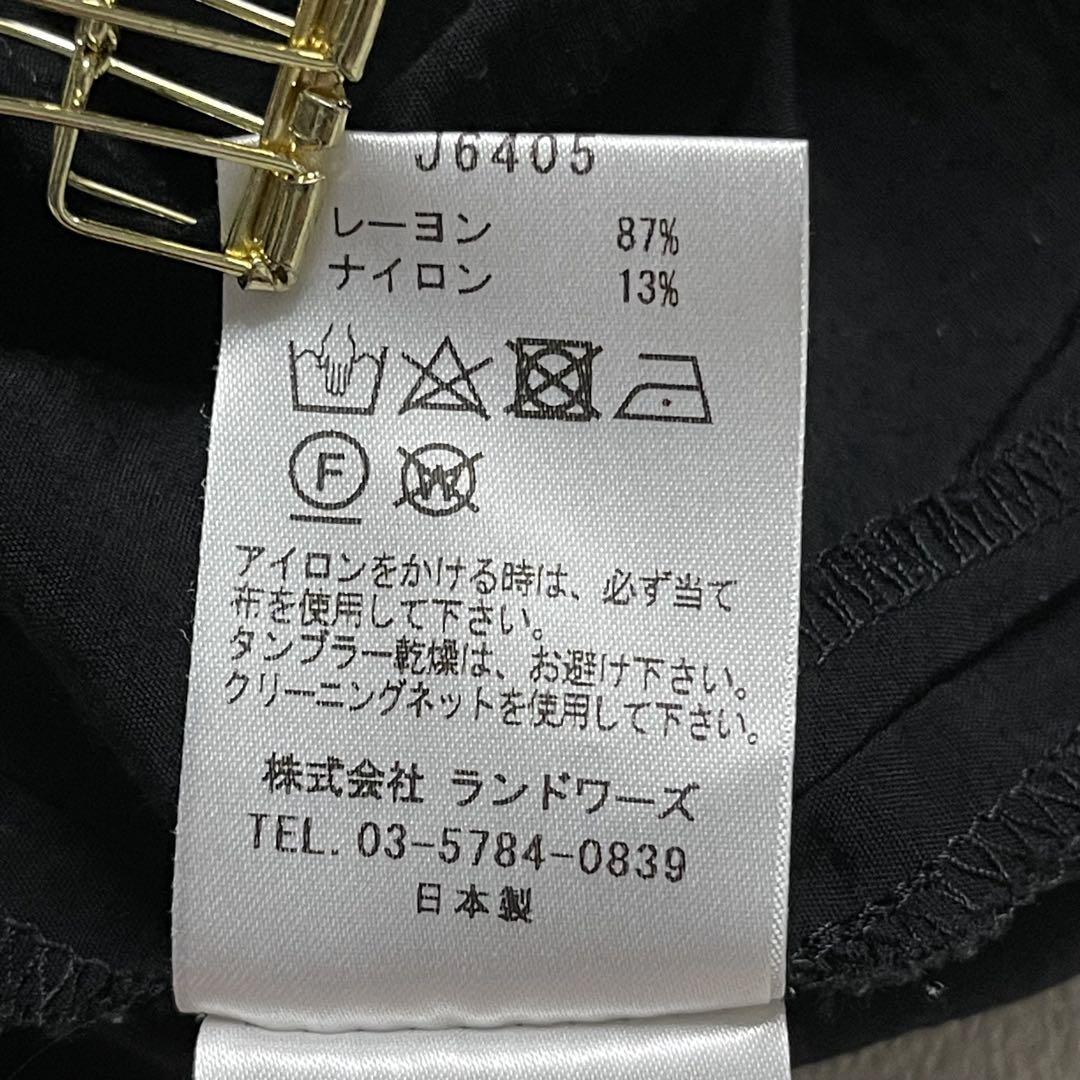 J6405
レーヨン 87%
ナイロン 13%
F W
アイロンをかける時は、必ず当て
布を使用して下さい。
タンブラー乾燥は、お避け下さい。
クリーニングネットを使用して下さい。
株式会社 ランドワーズ
TEL. 03-5784-0839
日本製